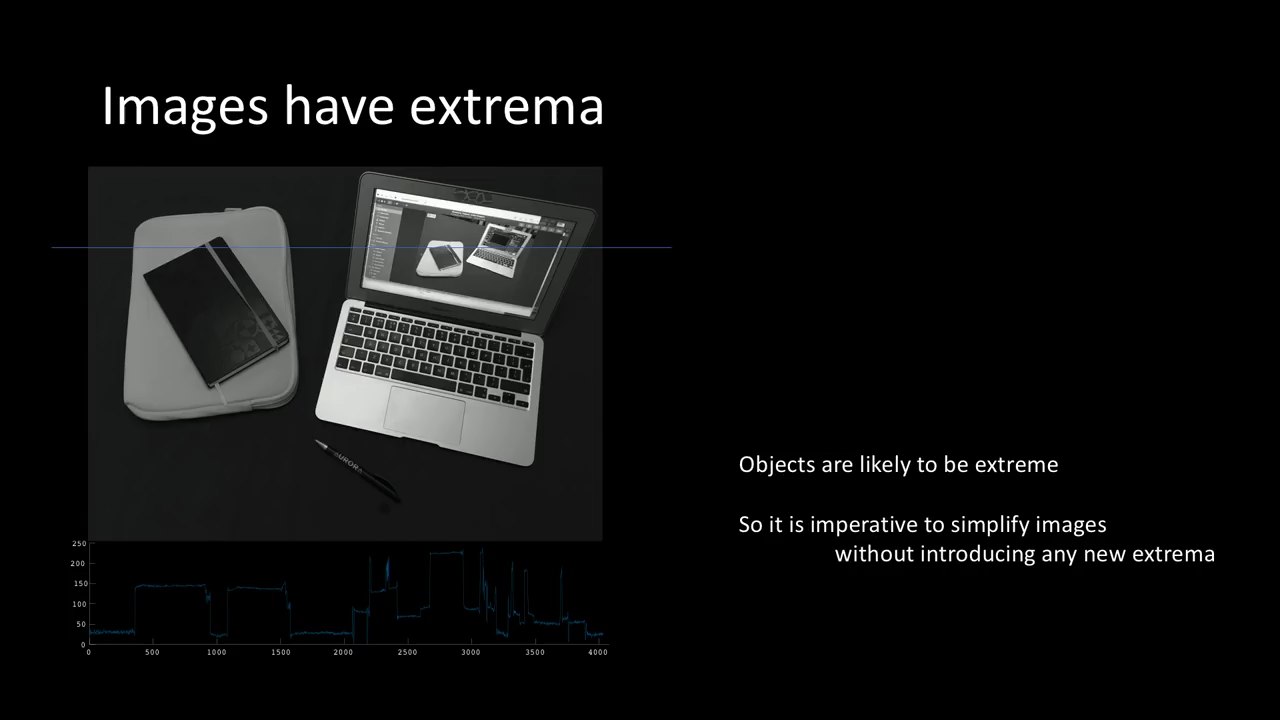 Images have extrema
AURORA
250
200
150
100
50
0
0 500 1000 1500 2000 2500 3000 3500 4000
Objects are likely to be extreme
So it is imperative to simplify images
without introducing any new extrema